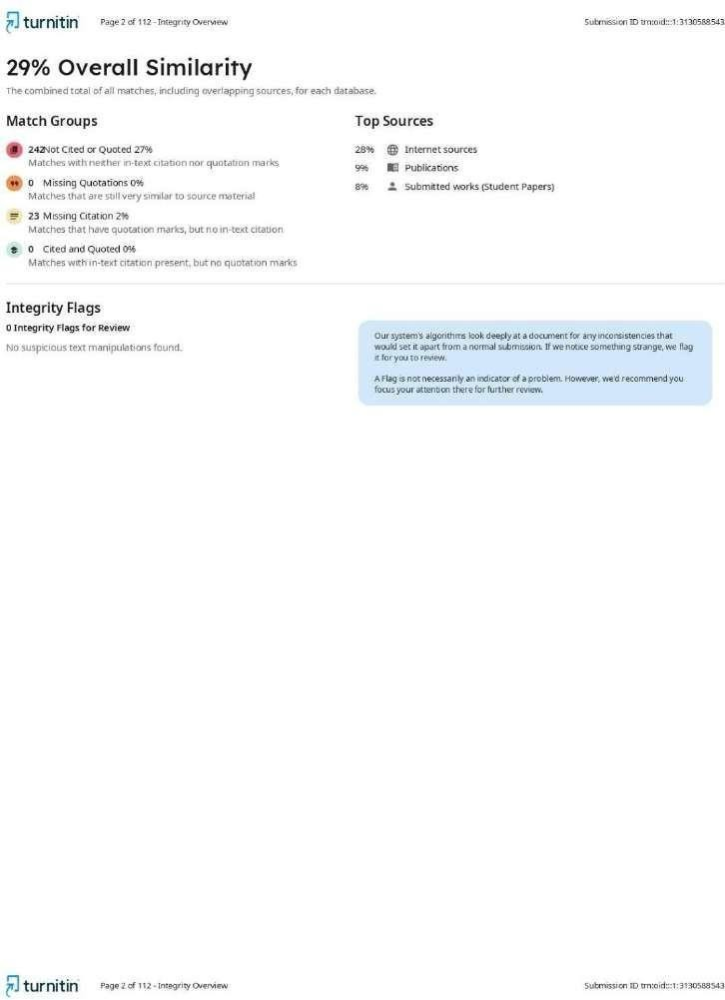 turnitin Page 2 of 112 - Integrity Overview Submission ID trn:oid:::1:3130588543
29% Overall Similarity
The combined total of all matches, including overlapping sources, for each database.
Match Groups
242 Not Cited or Quoted 27%
Matches with neither in-text citation nor quotation marks
0 Missing Quotations 0%
Matches that are still very similar to source material
23 Missing Citation 2%
Matches that have quotation marks, but no in-text citation
0 Cited and Quoted 0%
Matches with in-text citation present, but no quotation marks
Top Sources
28% Internet sources
9% Publications
8% Submitted works (Student Papers)
Integrity Flags
0 Integrity Flags for Review
No suspicious text manipulations found.
Our system's algorithms look deeply at a document for any inconsistencies that
would set it apart from a normal submission. If we notice something strange, we flag
it for you to review.
A Flag is not necessarily an indicator of a problem. However, we'd recommend you
focus your attention there for further review.
turnitin Page 2 of 112 - Integrity Overview Submission ID trn:oid:::1:3130588543